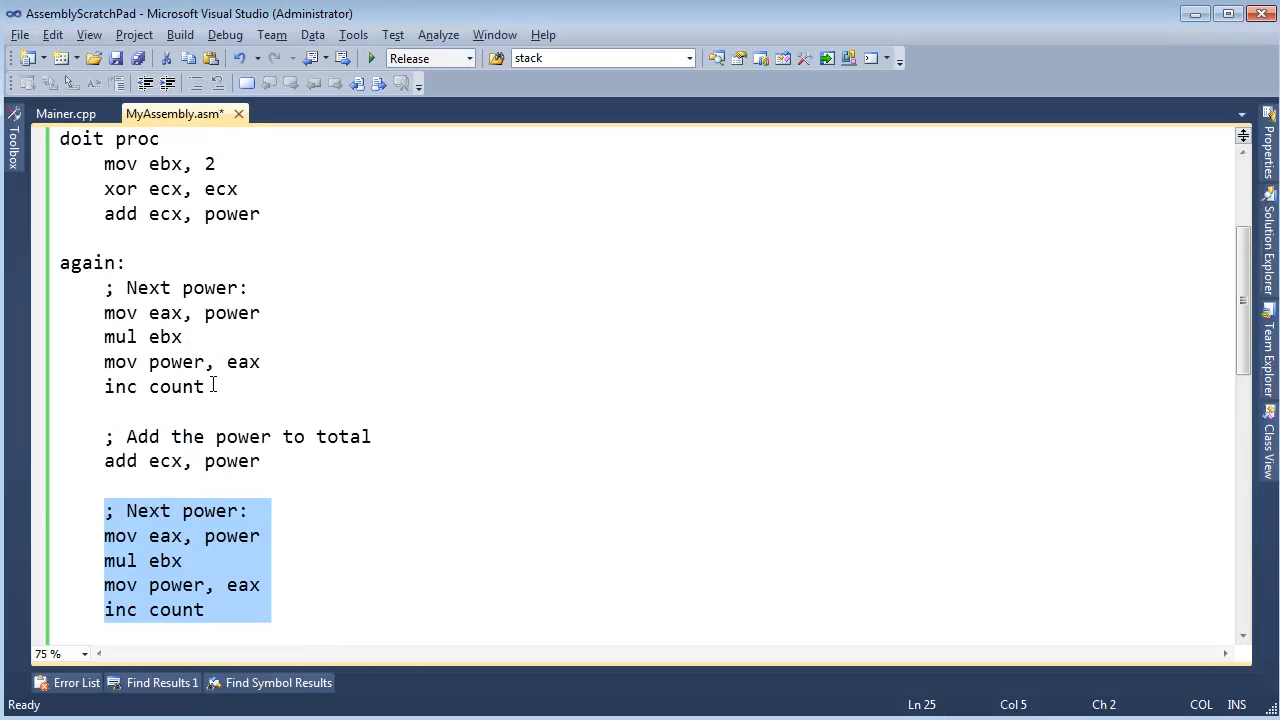 AssemblyScratchPad - Microsoft Visual Studio (Administrator)
File Edit View Project Build Debug Team Data Tools Test Analyze Window Help
Release stack
Mainer.cpp MyAssembly.asm*
Toolbox
doit proc
mov ebx, 2
xor ecx, ecx
add ecx, power
again:
; Next power:
mov eax, power
mul ebx
mov power, eax
inc count
; Add the power to total
add ecx, power
; Next power:
mov eax, power
mul ebx
mov power, eax
inc count
Properties
Solution Explorer
Team Explorer
Class View
75 %
Error List Find Results 1 Find Symbol Results
Ready Ln 25 Col 5 Ch 2 COL INS